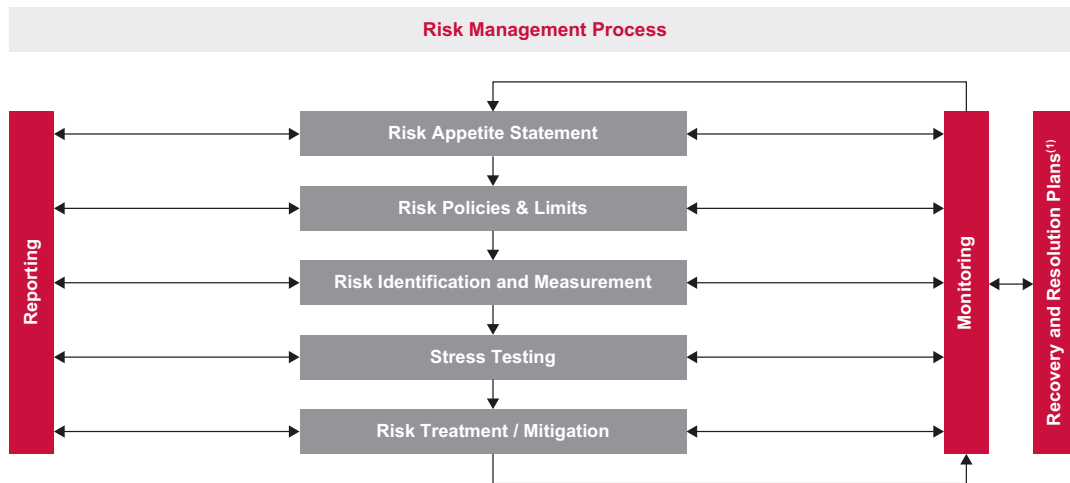 Risk Management Process
Reporting
Risk Appetite Statement
Risk Policies & Limits
Risk Identification and Measurement
Stress Testing
Risk Treatment / Mitigation
Monitoring
Recovery and Resolution Plans(1)